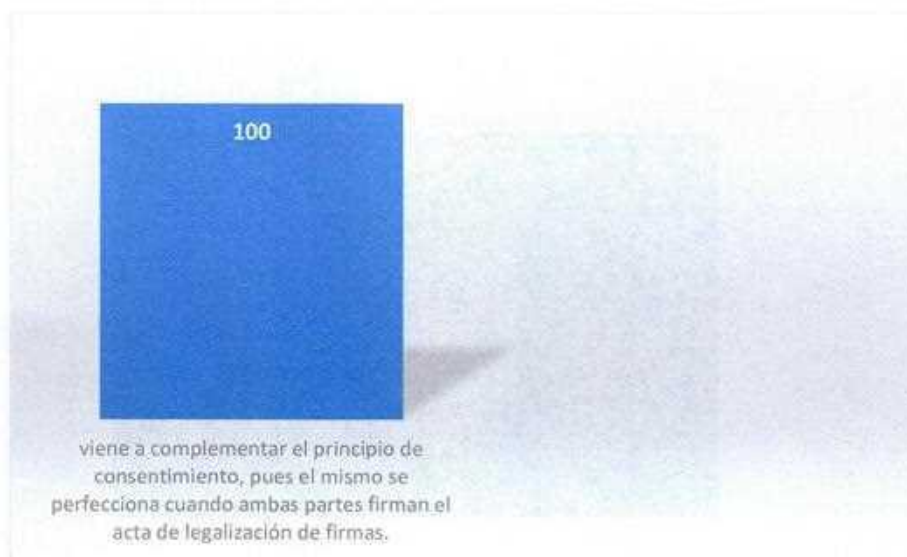 100
viene a complementar el principio de
consentimiento, pues el mismo se
perfecciona cuando ambas partes firman el
acta de legalización de firmas.